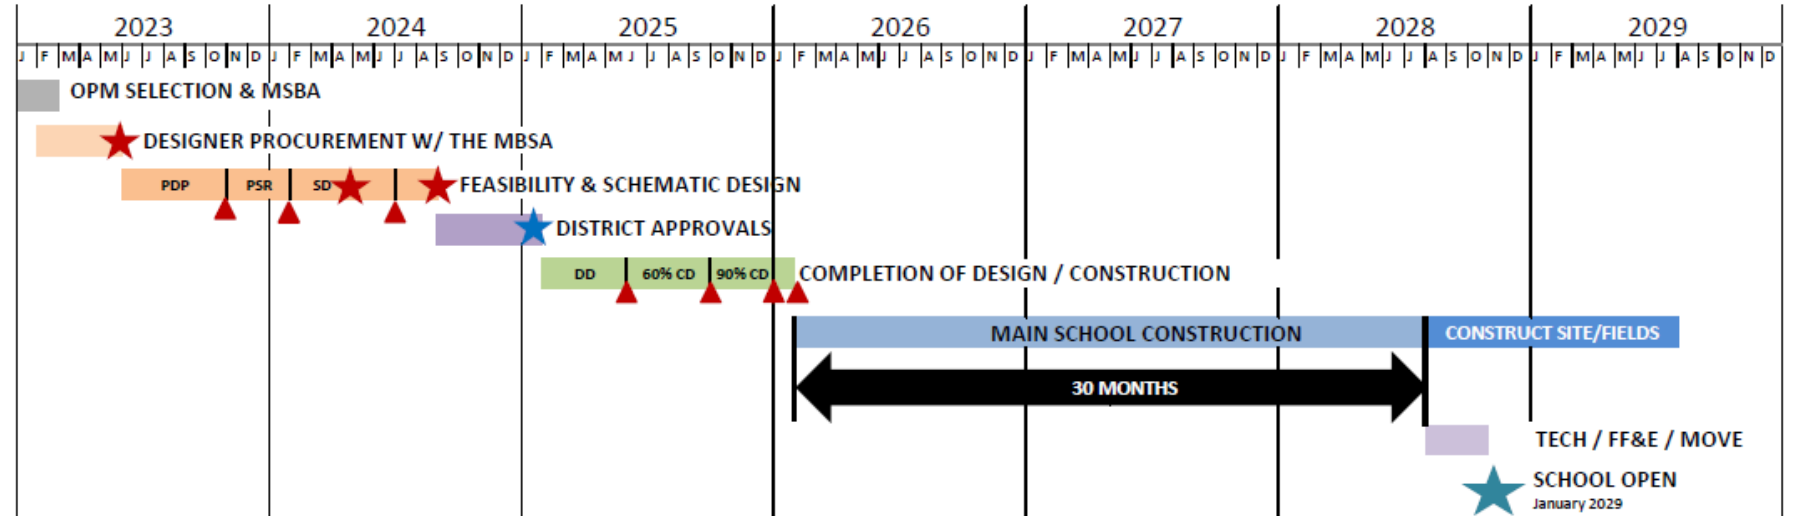 2023 2024 2025 2026 2027 2028 2029
J F M A M J J A S O N D J F M A M J J A S O N D J F M A M J J A S O N D J F M A M J J A S O N D J F M A M J J A S O N D J F M A M J J A S O N D J F M A M J J A S O N D
OPM SELECTION & MSBA
DESIGNER PROCUREMENT W/ THE MBSA
PDP PSR SD FEASIBILITY & SCHEMATIC DESIGN
DISTRICT APPROVALS
DD 60% CD 90% CD COMPLETION OF DESIGN / CONSTRUCTION
MAIN SCHOOL CONSTRUCTION CONSTRUCT SITE/FIELDS
30 MONTHS
TECH / FF&E / MOVE
SCHOOL OPEN
January 2029